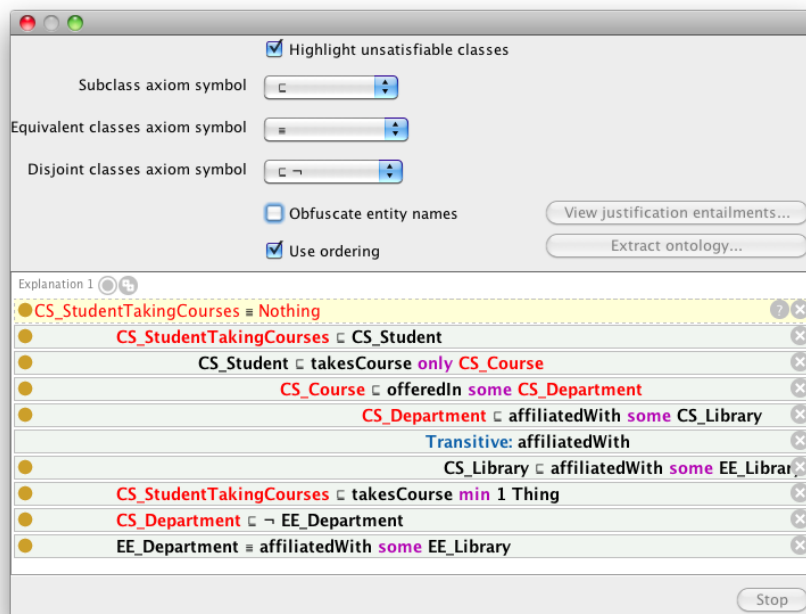 Highlight unsatisfiable classes
Subclass axiom symbol ⊏
Equivalent classes axiom symbol ≡
Disjoint classes axiom symbol ⊏ ¬
Obfuscate entity names View justification entailments...
Use ordering Extract ontology...
Explanation 1
CS_StudentTakingCourses ≡ Nothing ?
CS_StudentTakingCourses ⊏ CS_Student
CS_Student ⊏ takesCourse only CS_Course
CS_Course ⊏ offeredIn some CS_Department
CS_Department ⊏ affiliatedWith some CS_Library
Transitive: affiliatedWith
CS_Library ⊏ affiliatedWith some EE_Library
CS_StudentTakingCourses ⊏ takesCourse min 1 Thing
CS_Department ⊏ ¬ EE_Department
EE_Department ≡ affiliatedWith some EE_Library
Stop